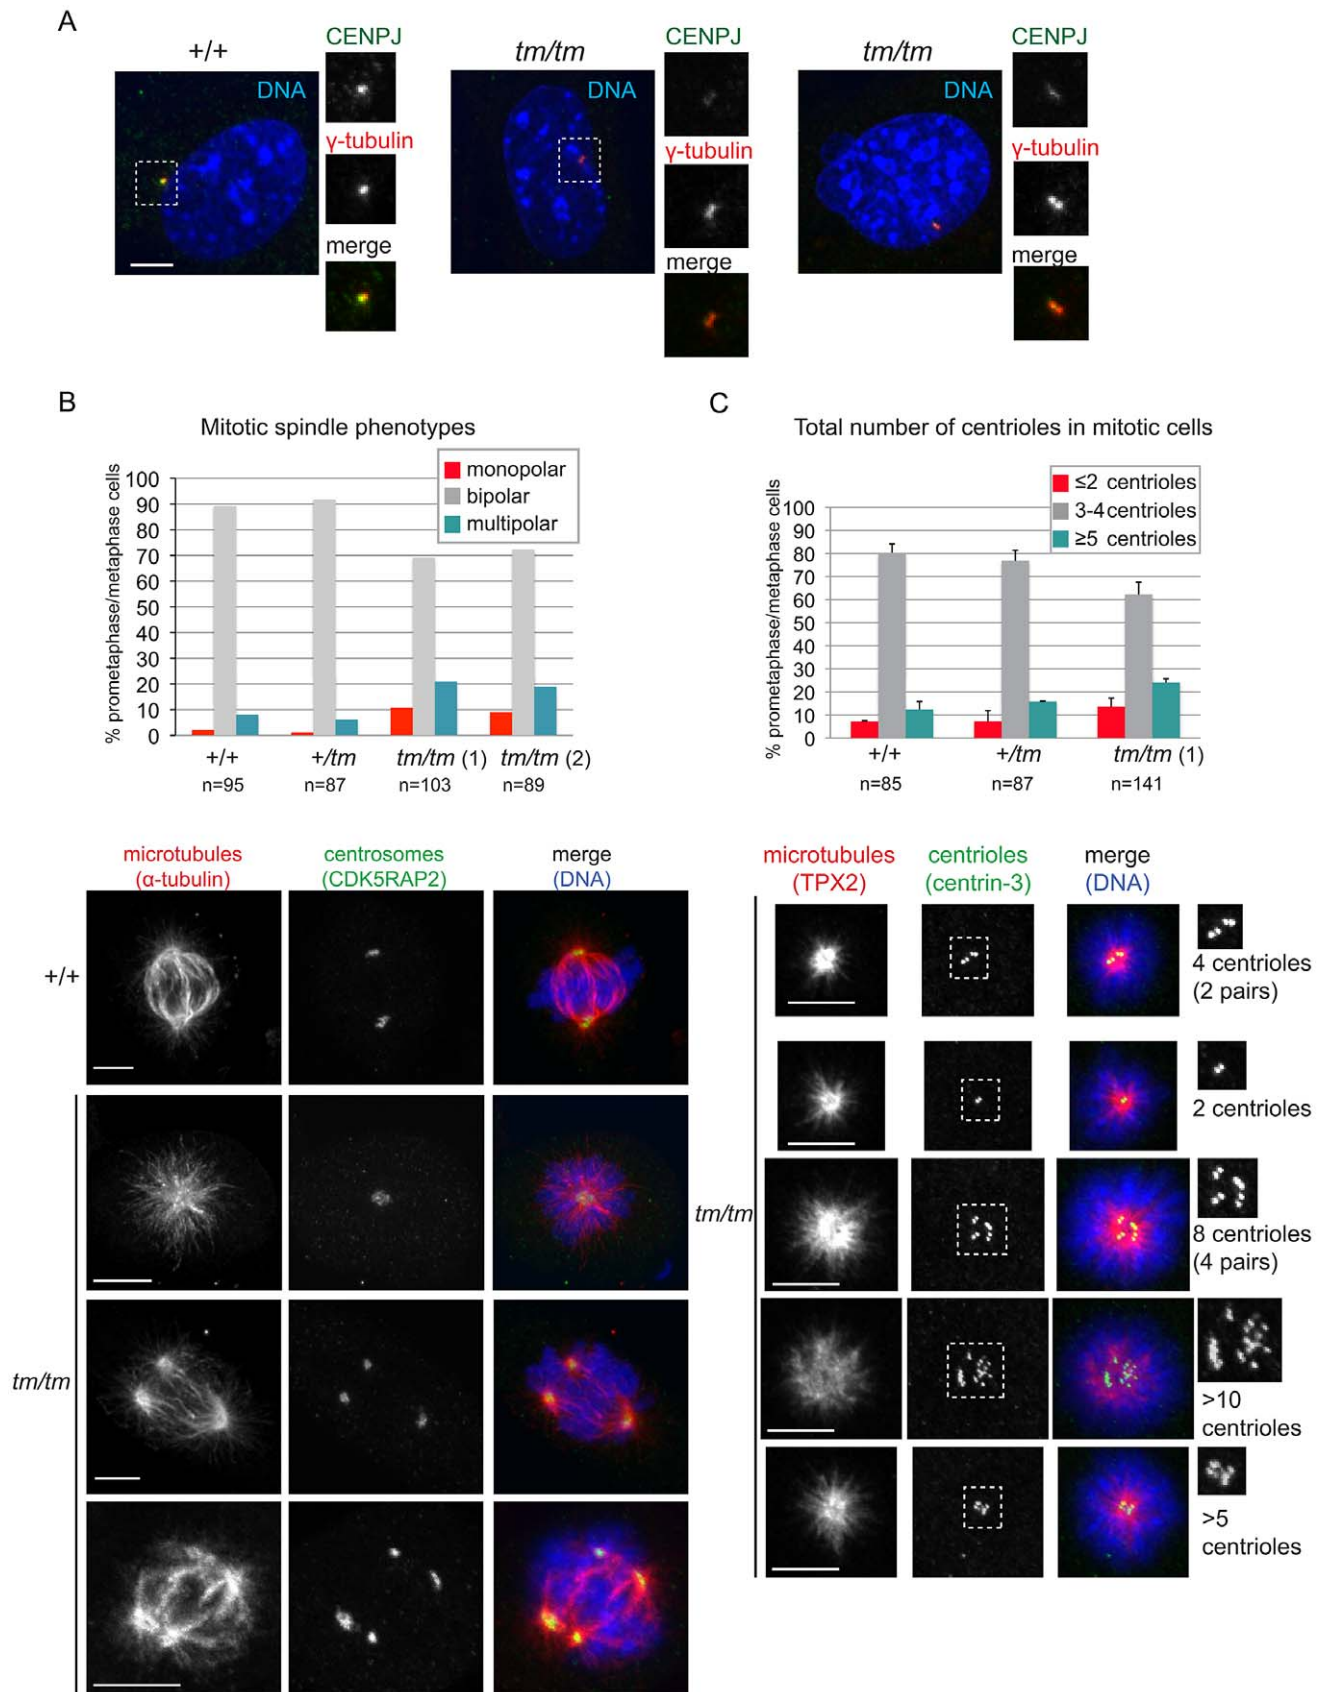 A
+/+
CENPJ
DNA
γ-tubulin
merge
tm/tm
CENPJ
DNA
γ-tubulin
merge
tm/tm
CENPJ
DNA
γ-tubulin
merge
B
Mitotic spindle phenotypes
% prometaphase/metaphase cells
monopolar
bipolar
multipolar
100
90
80
70
60
50
40
30
20
10
0
+/+
+/tm
tm/tm (1)
tm/tm (2)
n=95
n=87
n=103
n=89
C
Total number of centrioles in mitotic cells
% prometaphase/metaphase cells
≤2 centrioles
3-4 centrioles
≥5 centrioles
100
90
80
70
60
50
40
30
20
10
0
+/+
+/tm
tm/tm (1)
n=85
n=87
n=141
microtubules
(α-tubulin)
centrosomes
(CDK5RAP2)
merge
(DNA)
+/+
tm/tm
microtubules
(TPX2)
centrioles
(centrin-3)
merge
(DNA)
4 centrioles
(2 pairs)
2 centrioles
tm/tm
8 centrioles
(4 pairs)
>10
centrioles
>5
centrioles